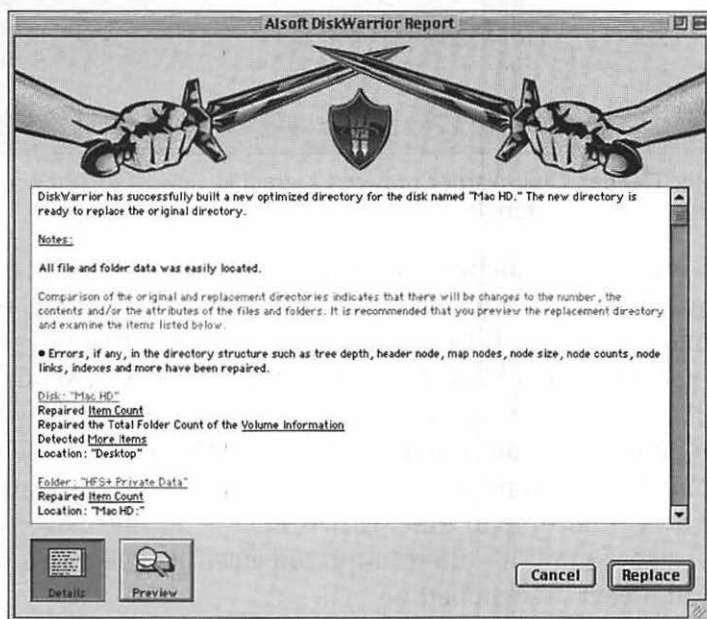 Alsoft DiskWarrior Report
DiskWarrior has successfully built a new optimized directory for the disk named "Mac HD." The new directory is
ready to replace the original directory.
Notes:
All file and folder data was easily located.
Comparison of the original and replacement directories indicates that there will be changes to the number, the
contents and/or the attributes of the files and folders. It is recommended that you preview the replacement directory
and examine the items listed below.
• Errors, if any, in the directory structure such as tree depth, header node, map nodes, node size, node counts, node
links, indexes and more have been repaired.
Disk: "Mac HD"
Repaired Item Count
Repaired the Total Folder Count of the Volume Information
Detected More Items
Location: "Desktop"
Folder: "HFS+ Private Data"
Repaired Item Count
Location: "Mac HD:"
Details
Preview
Cancel
Replace